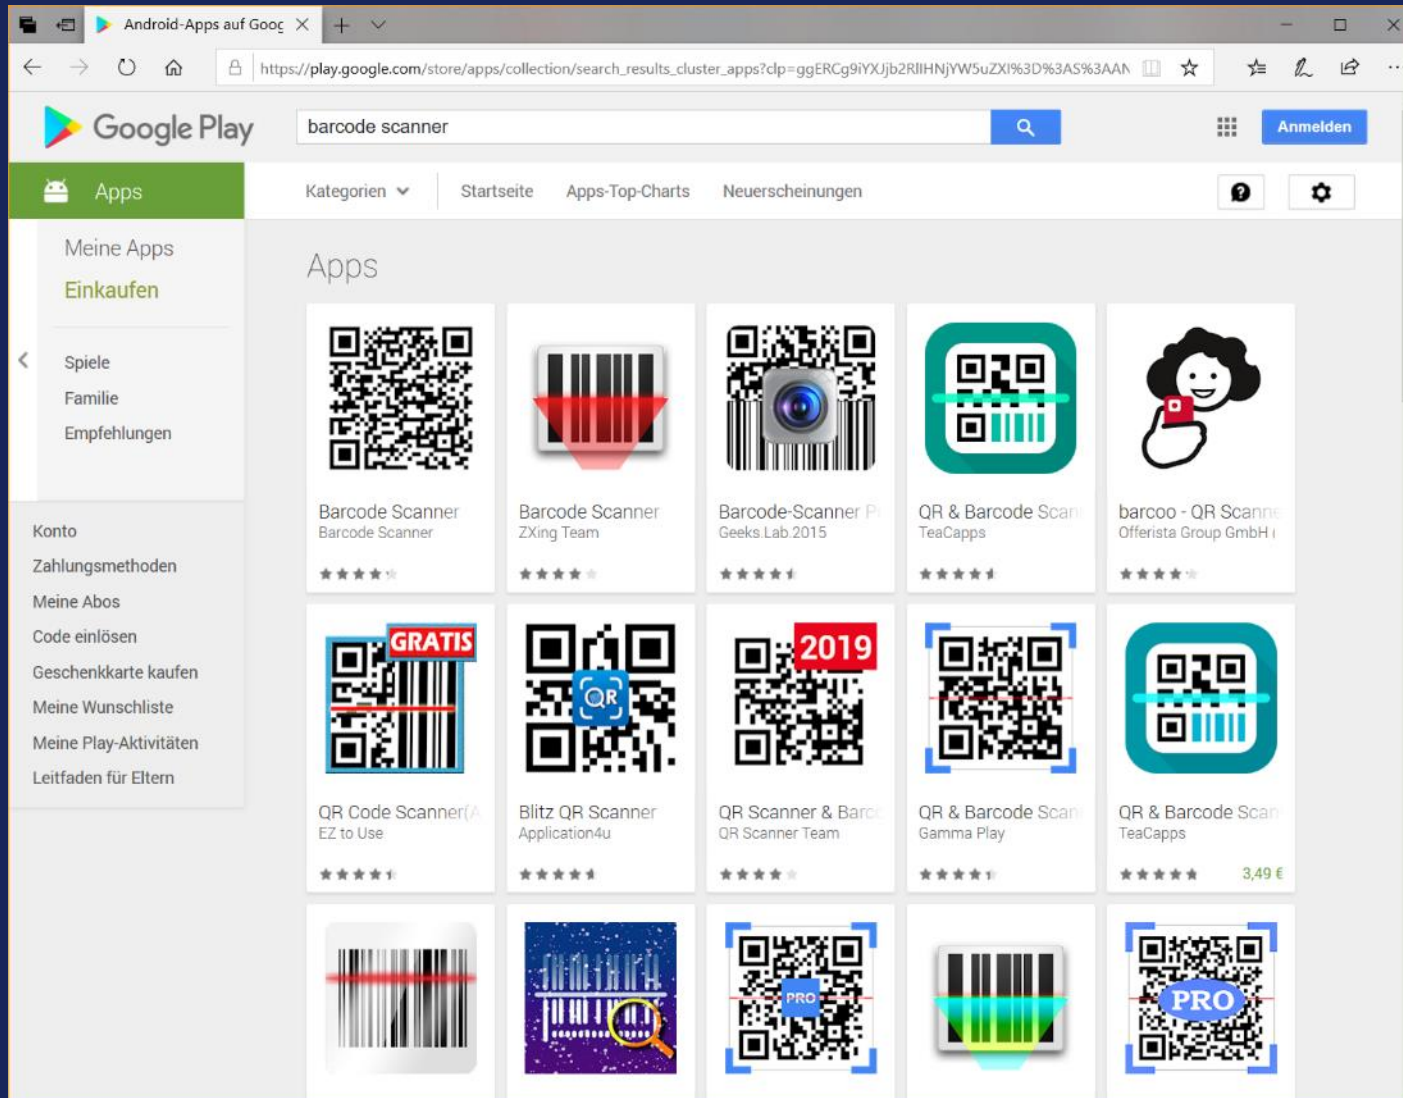 Android-Apps auf Goog
https://play.google.com/store/apps/collection/search_results_cluster_apps?clp=ggERCg9iYXJjb2RlIHNjYW5uZXI%3D%3AS%3AAN
Google Play
barcode scanner
Anmelden
Apps
Kategorien
Startseite
Apps-Top-Charts
Neuerscheinungen
Meine Apps
Einkaufen
Spiele
Familie
Empfehlungen
Konto
Zahlungsmethoden
Meine Abos
Code einlösen
Geschenkkarte kaufen
Meine Wunschliste
Meine Play-Aktivitäten
Leitfaden für Eltern
Apps
Barcode Scanner
Barcode Scanner
Barcode Scanner
ZXing Team
Barcode-Scanner P
Geeks.Lab.2015
QR & Barcode Scan
TeaCapps
barcoo - QR Scanne
Offerista Group GmbH
GRATIS
QR Code Scanner(A
EZ to Use
QR
Blitz QR Scanner
Application4u
2019
QR Scanner & Barc
QR Scanner Team
QR & Barcode Scan
Gamma Play
QR & Barcode Scan
TeaCapps
3,49 €
PRO
PRO